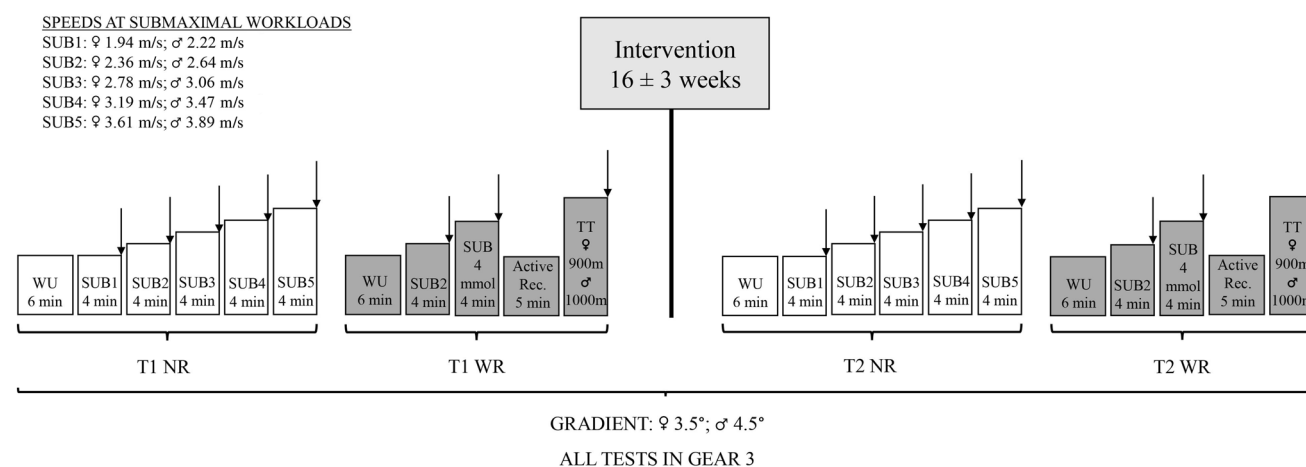 SPEEDS AT SUBMAXIMAL WORKLOADS
SUB1: ♀ 1.94 m/s; ♂ 2.22 m/s
SUB2: ♀ 2.36 m/s; ♂ 2.64 m/s
SUB3: ♀ 2.78 m/s; ♂ 3.06 m/s
SUB4: ♀ 3.19 m/s; ♂ 3.47 m/s
SUB5: ♀ 3.61 m/s; ♂ 3.89 m/s
Intervention
16 ± 3 weeks
WU
6 min
SUB1
4 min
SUB2
4 min
SUB3
4 min
SUB4
4 min
SUB5
4 min
T1 NR
WU
6 min
SUB2
4 min
SUB
4
mmol
4 min
Active
Rec.
5 min
TT
♀
900m
♂
1000m
T1 WR
WU
6 min
SUB1
4 min
SUB2
4 min
SUB3
4 min
SUB4
4 min
SUB5
4 min
T2 NR
WU
6 min
SUB2
4 min
SUB
4
mmol
4 min
Active
Rec.
5 min
TT
♀
900m
♂
1000m
T2 WR
GRADIENT: ♀ 3.5°; ♂ 4.5°
ALL TESTS IN GEAR 3